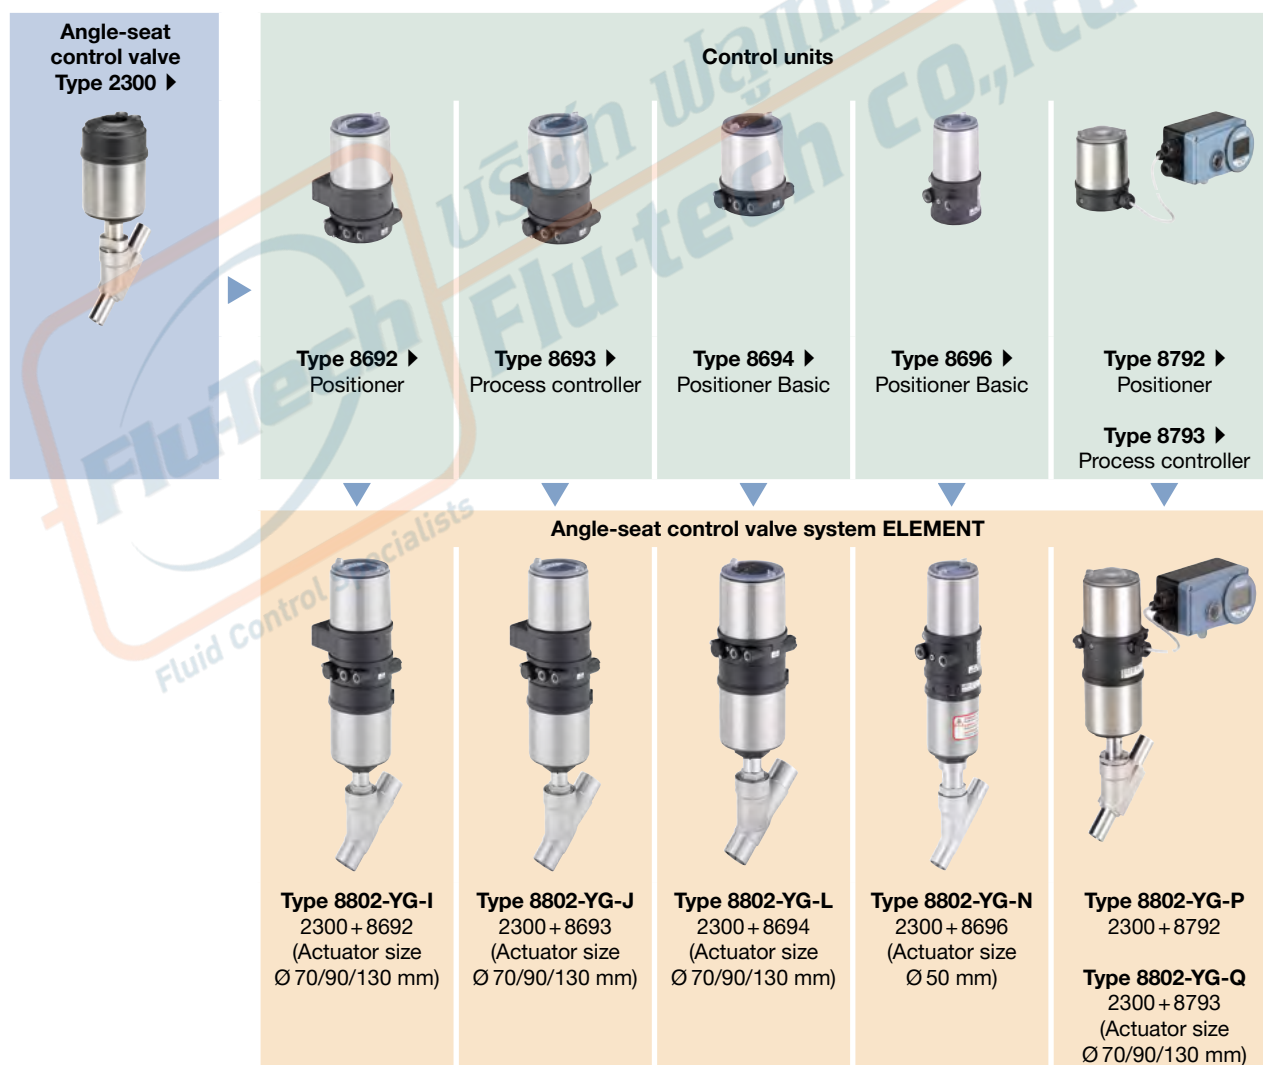 Angle-seat
control valve
Type 2300 ▶
Control units
Type 8692 ▶
Positioner
Type 8693 ▶
Process controller
Type 8694 ▶
Positioner Basic
Type 8696 ▶
Positioner Basic
Type 8792 ▶
Positioner
Type 8793 ▶
Process controller
Angle-seat control valve system ELEMENT
Type 8802-YG-I
2300 + 8692
(Actuator size
Ø 70/90/130 mm)
Type 8802-YG-J
2300 + 8693
(Actuator size
Ø 70/90/130 mm)
Type 8802-YG-L
2300 + 8694
(Actuator size
Ø 70/90/130 mm)
Type 8802-YG-N
2300 + 8696
(Actuator size
Ø 50 mm)
Type 8802-YG-P
2300 + 8792
Type 8802-YG-Q
2300 + 8793
(Actuator size
Ø 70/90/130 mm)
Flu-Tech
Fluid Control Specialists
บริษัท
Flu-tech co.,ltd